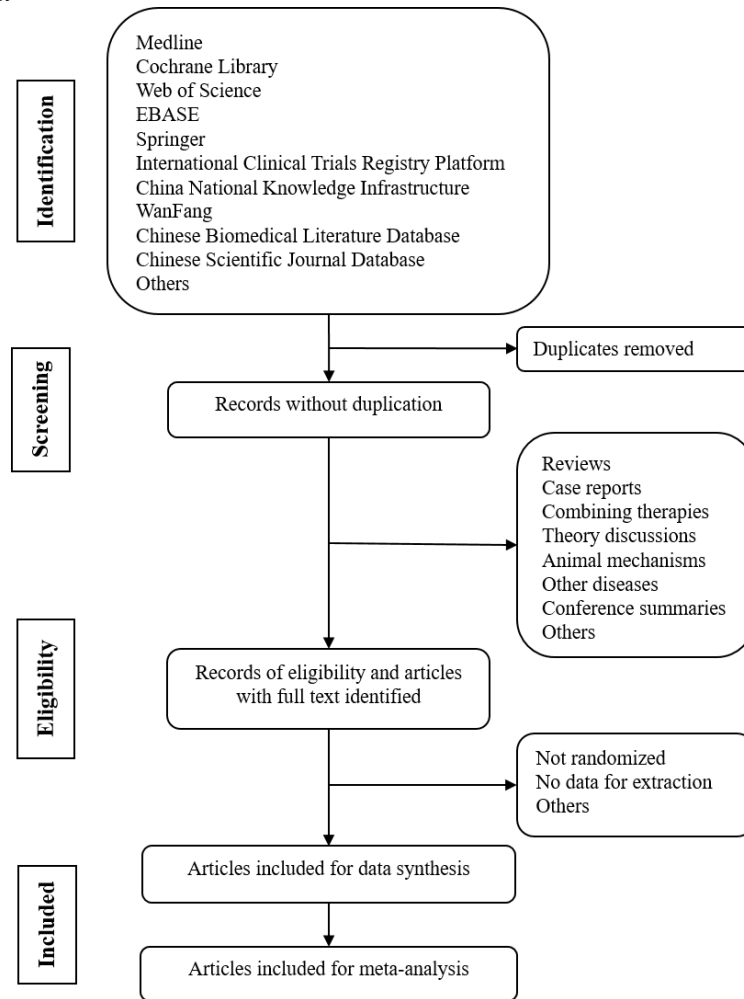 Identification
Medline
Cochrane Library
Web of Science
EBASE
Springer
International Clinical Trials Registry Platform
China National Knowledge Infrastructure
WanFang
Chinese Biomedical Literature Database
Chinese Scientific Journal Database
Others
Duplicates removed
Screening
Records without duplication
Reviews
Case reports
Combining therapies
Theory discussions
Animal mechanisms
Other diseases
Conference summaries
Others
Eligibility
Records of eligibility and articles
with full text identified
Not randomized
No data for extraction
Others
Included
Articles included for data synthesis
Articles included for meta-analysis